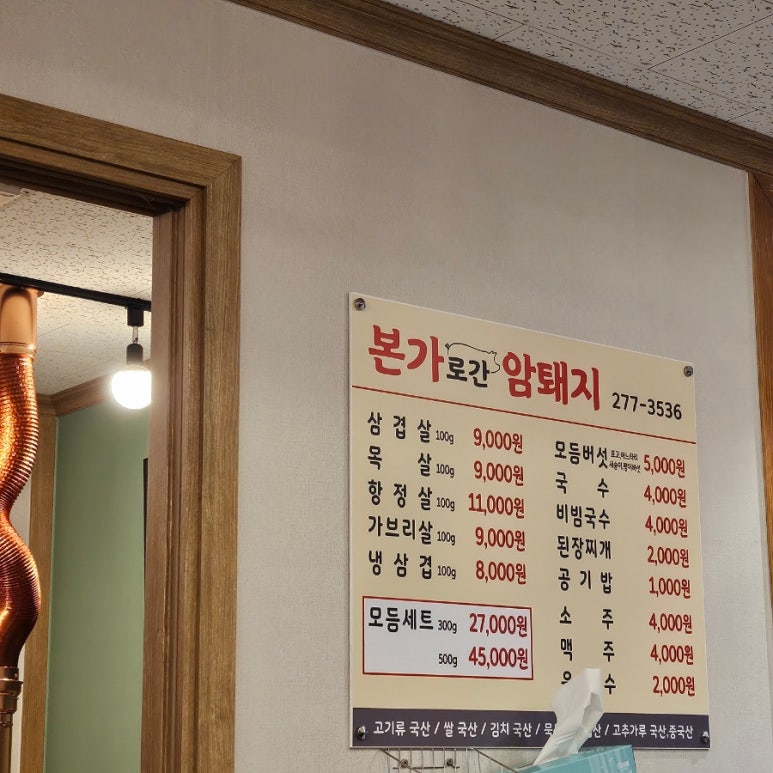 본가로간 암퇘지 277-3536
삼겹살 100g 9,000원
목살 100g 9,000원
항정살 100g 11,000원
가브리살 100g 9,000원
냉삼겹 100g 8,000원
모듬세트 300g 27,000원
500g 45,000원
모듬버섯 5,000원
국수 4,000원
비빔국수 4,000원
된장찌개 2,000원
공기밥 1,000원
소주 4,000원
맥주 4,000원
수 2,000원
고기류 국산 / 쌀 국산 / 김치 국산 / 고추가루 국산,중국산